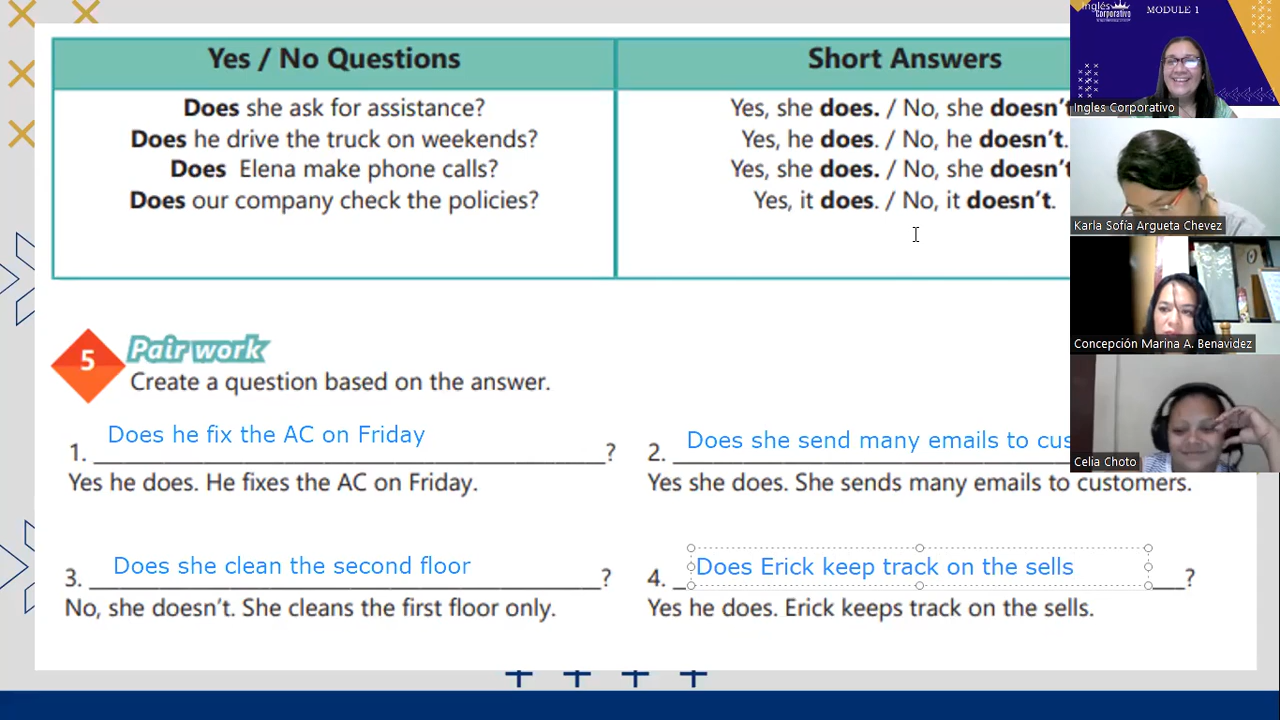 Inglés
Corporativo
MODULE 1
Yes / No Questions
Short Answers
Does she ask for assistance?
Yes, she does. / No, she doesn't
Does he drive the truck on weekends?
Yes, he does. / No, he doesn't.
Does Elena make phone calls?
Yes, she does. / No, she doesn't
Does our company check the policies?
Yes, it does. / No, it doesn't.
Ingles Corporativo
Karla Sofía Argueta Chevez
Concepción Marina A. Benavidez
Celia Choto
5
Pair work
Create a question based on the answer.
1. Does he fix the AC on Friday ?
Yes he does. He fixes the AC on Friday.
2. Does she send many emails to cus
Yes she does. She sends many emails to customers.
3. Does she clean the second floor ?
No, she doesn't. She cleans the first floor only.
4. Does Erick keep track on the sells ?
Yes he does. Erick keeps track on the sells.